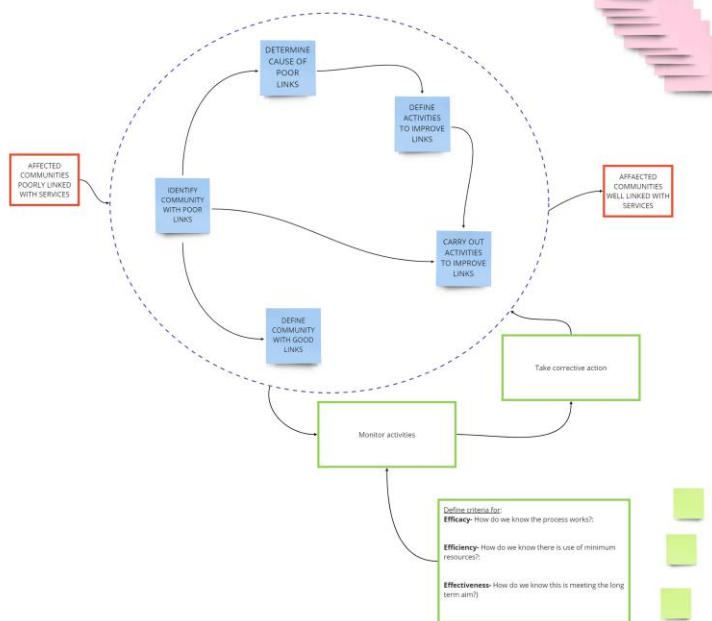 DETERMINE
CAUSE OF
POOR
LINKS
DEFINE
ACTIVITIES
TO IMPROVE
LINKS
AFFECTED
COMMUNITIES
POORLY LINKED
WITH SERVICES
IDENTIFY
COMMUNITY
WITH POOR
LINKS
AFFAECTED
COMMUNITIES
WELL LINKED WITH
SERVICES
CARRY OUT
ACTIVITIES
TO IMPROVE
LINKS
DEFINE
COMMUNITY
WITH GOOD
LINKS
Take corrective action
Monitor activities
Define criteria for:
Efficacy- How do we know the process works?:
Efficiency- How do we know there is use of minimum
resources?:
Effectiveness- How do we know this is meeting the long
term aim?)